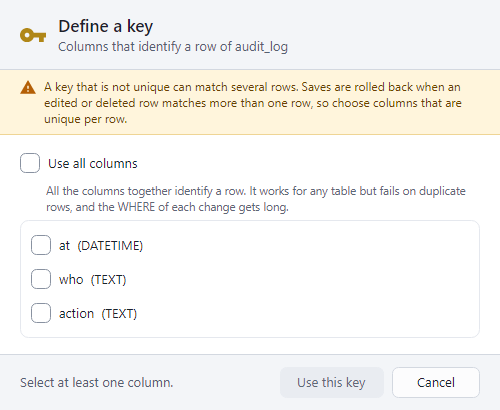 Define a key
Columns that identify a row of audit_log
A key that is not unique can match several rows. Saves are rolled back when an
edited or deleted row matches more than one row, so choose columns that are
unique per row.
Use all columns
All the columns together identify a row. It works for any table but fails on duplicate
rows, and the WHERE of each change gets long.
at (DATETIME)
who (TEXT)
action (TEXT)
Select at least one column.
Use this key
Cancel